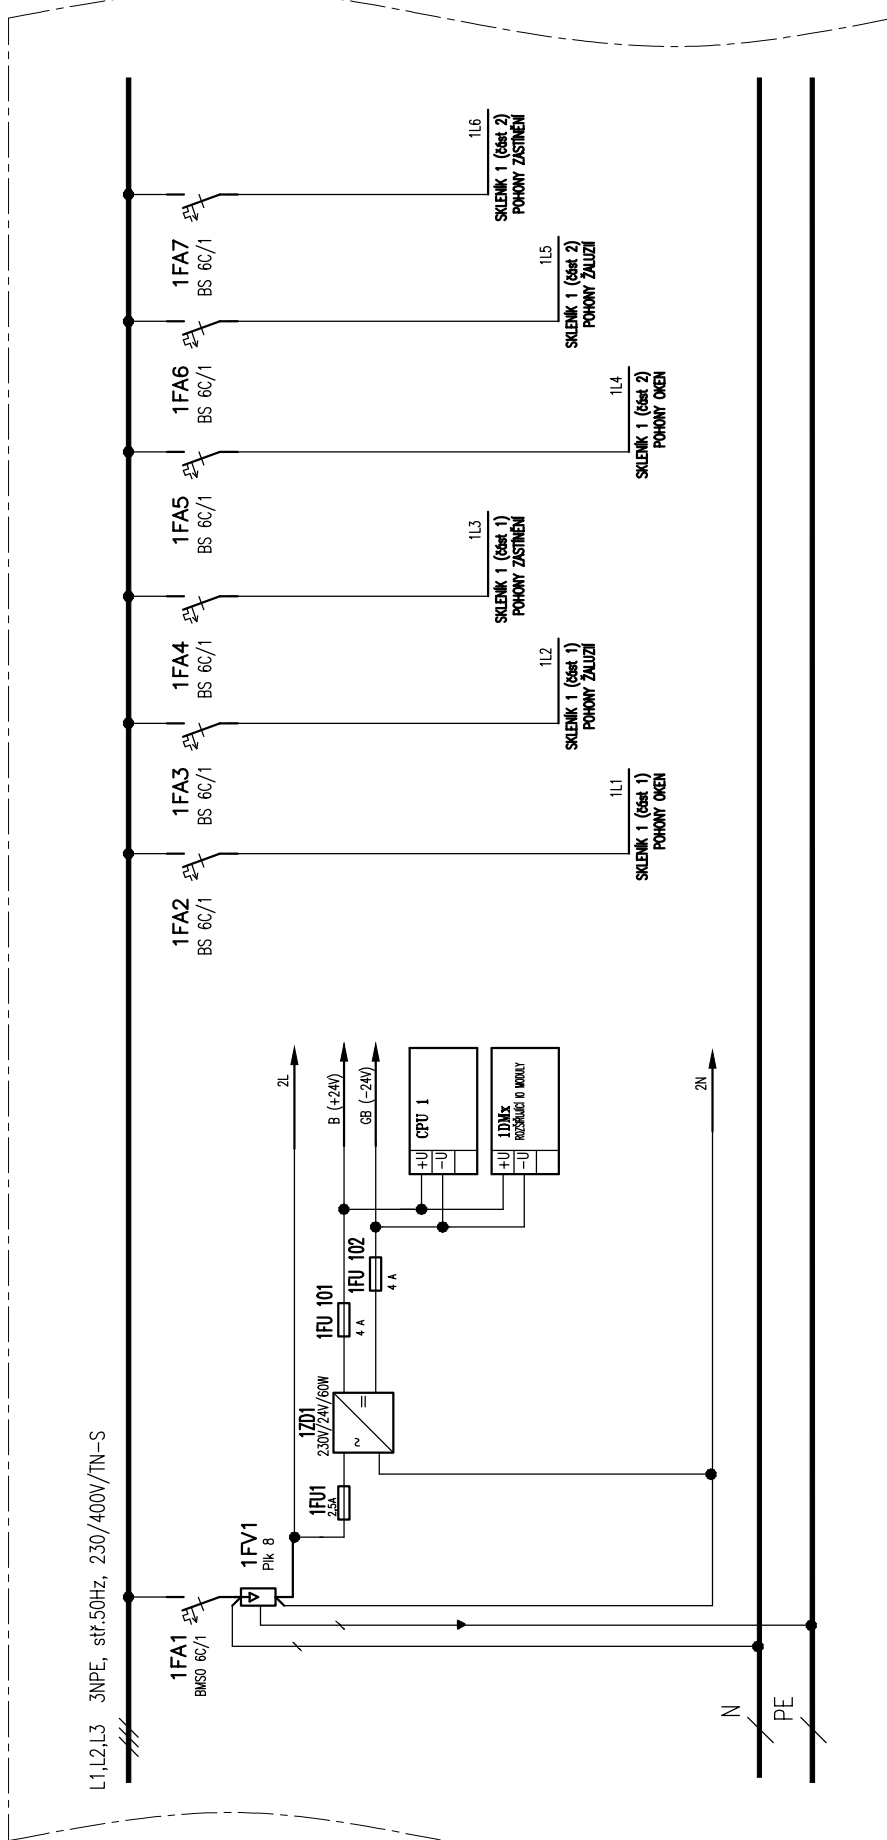 L1,L2,L3 3NPE, stř.50Hz, 230/400V/TN-S
1FA1
BMSO 6C/1
1FV1
Plk 8
1FU1
2,5A
1ZD1
230V/24V/60W
~
=
1FU 101
4 A
1FU 102
4 A
2L
B (+24V)
GB (-24V)
CPU 1
+U
-U
1DMx
ROZŠIŘUJÍCÍ IO MODULY
+U
-U
2N
N
PE
1FA2
BS 6C/1
1L1
SKLENÍK 1 (část 1)
POHONY OKEN
1FA3
BS 6C/1
1L2
SKLENÍK 1 (část 1)
POHONY ŽALUZIÍ
1FA4
BS 6C/1
1L3
SKLENÍK 1 (část 1)
POHONY ZASTÍNĚNÍ
1FA5
BS 6C/1
1L4
SKLENÍK 1 (část 2)
POHONY OKEN
1FA6
BS 6C/1
1L5
SKLENÍK 1 (část 2)
POHONY ŽALUZIÍ
1FA7
BS 6C/1
1L6
SKLENÍK 1 (část 2)
POHONY ZASTÍNĚNÍ